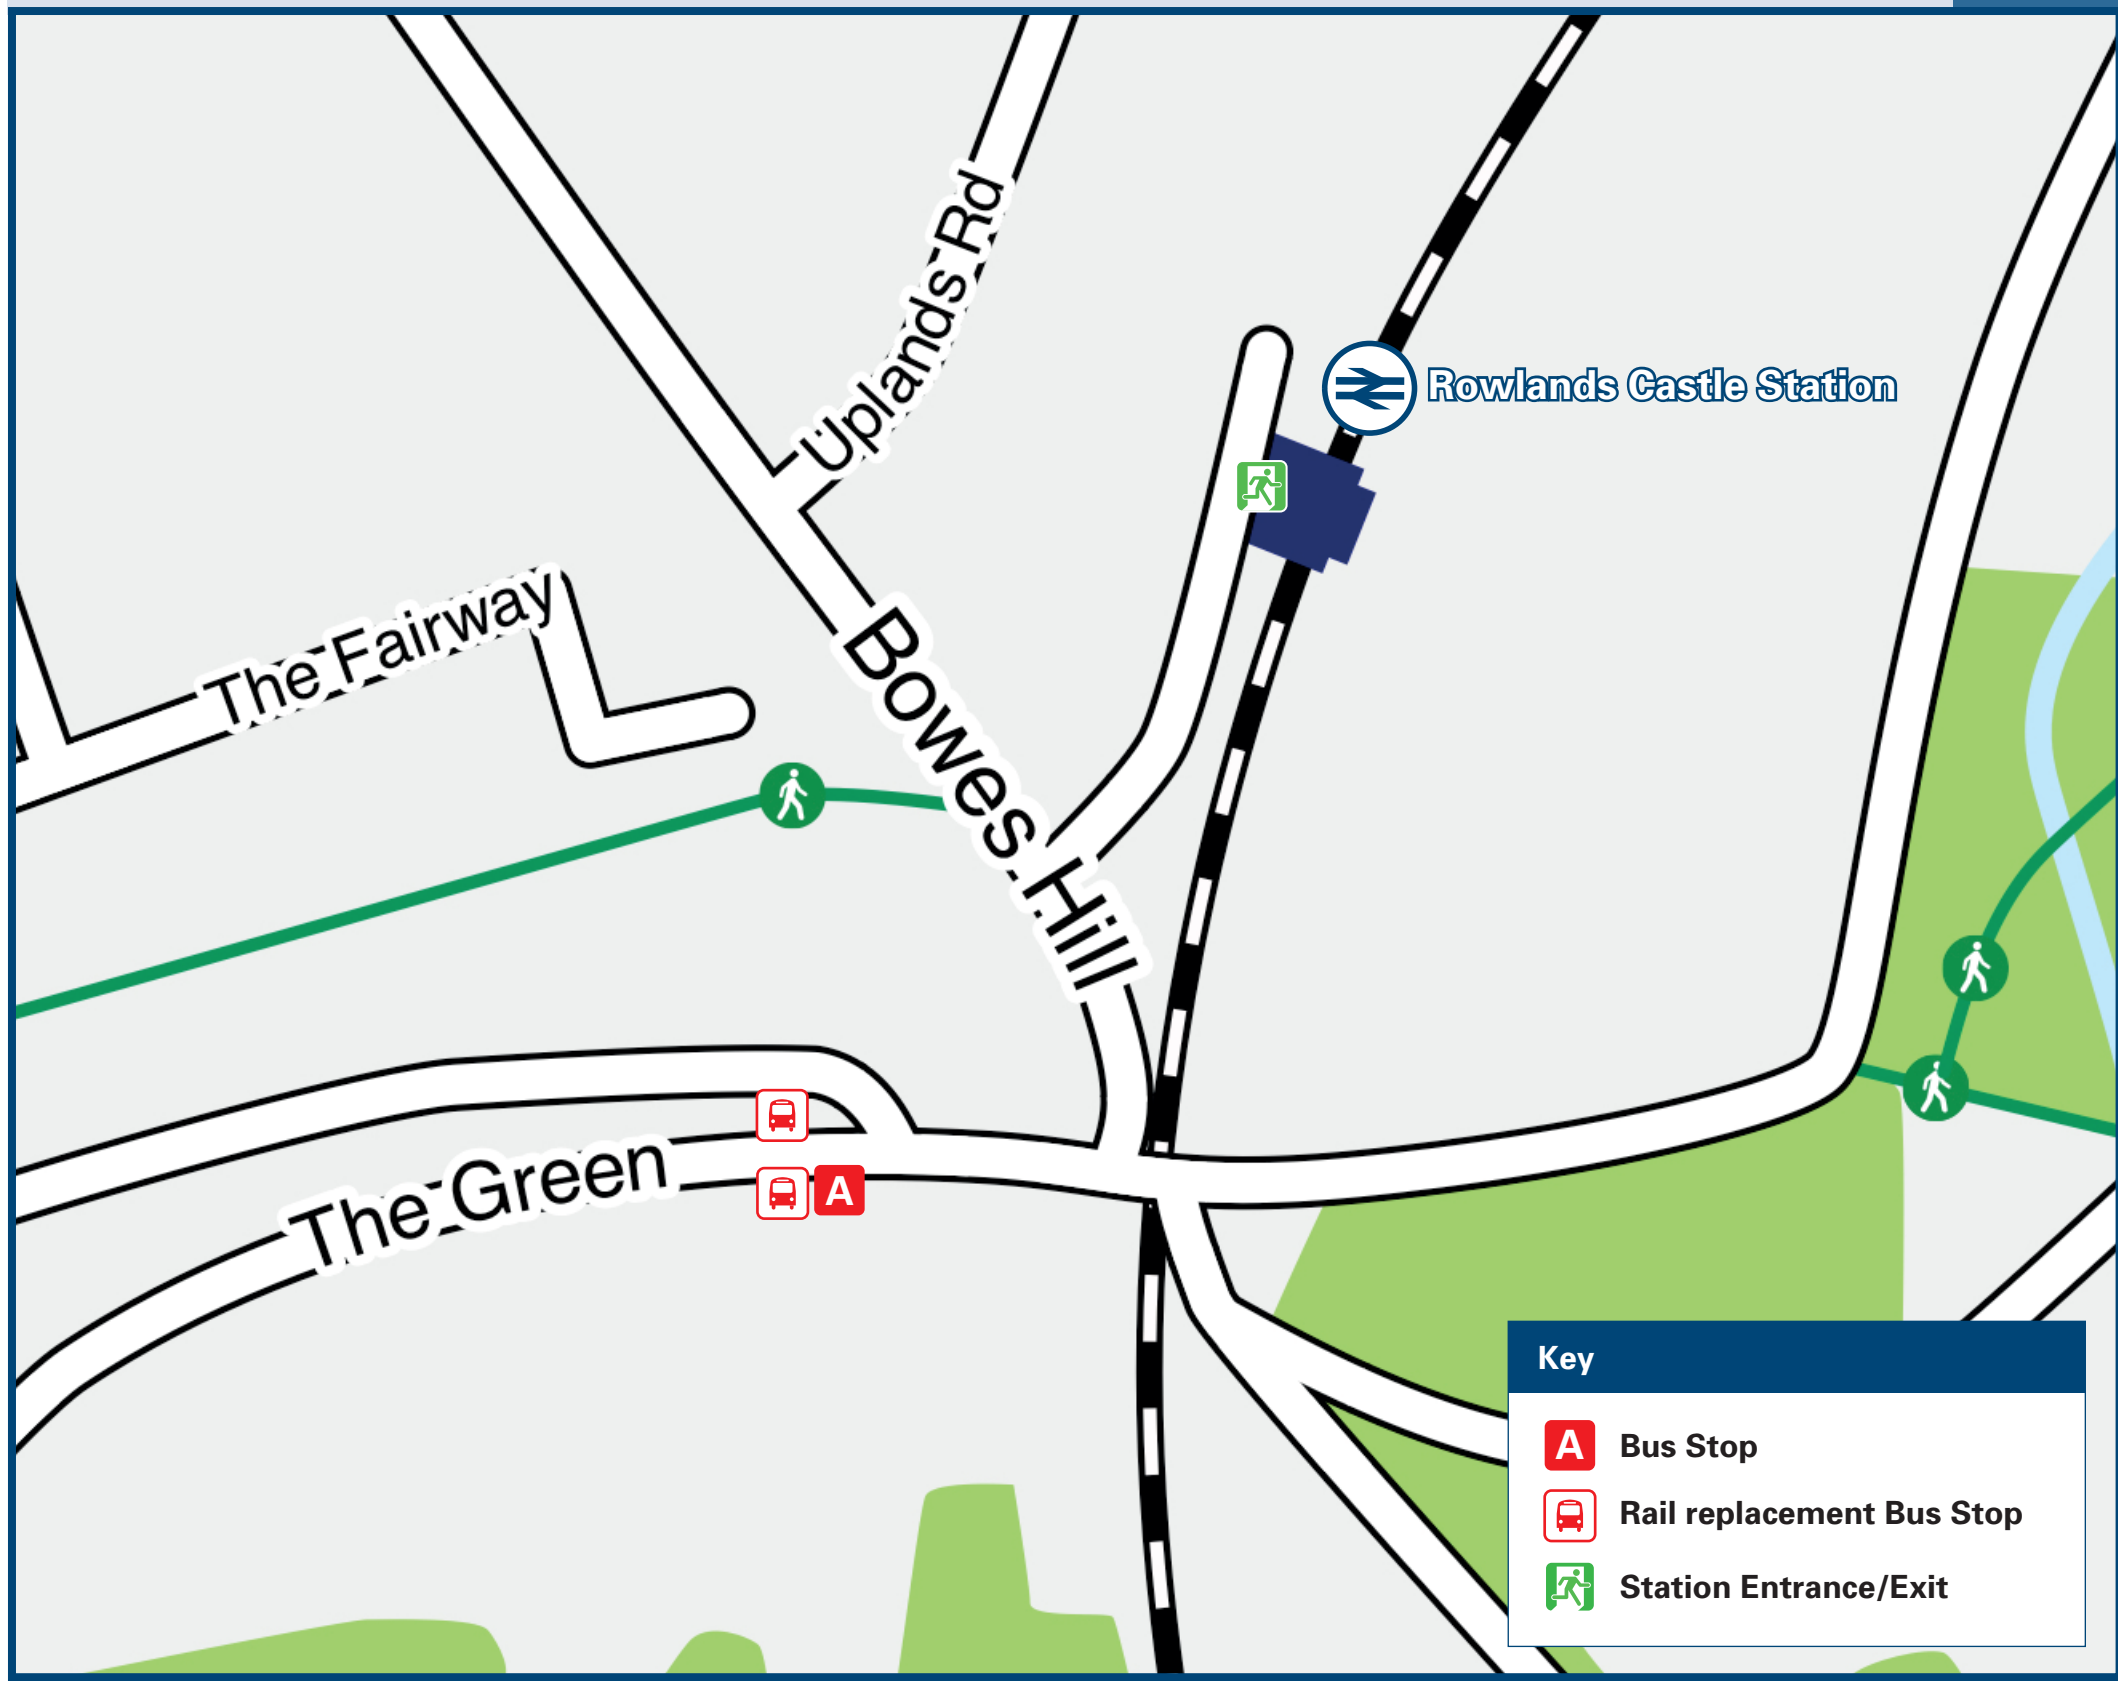 Uplands Rd
Rowlands Castle Station
The Fairway
Bowes Hill
The Green
A
Key
A Bus Stop
Rail replacement Bus Stop
Station Entrance/Exit